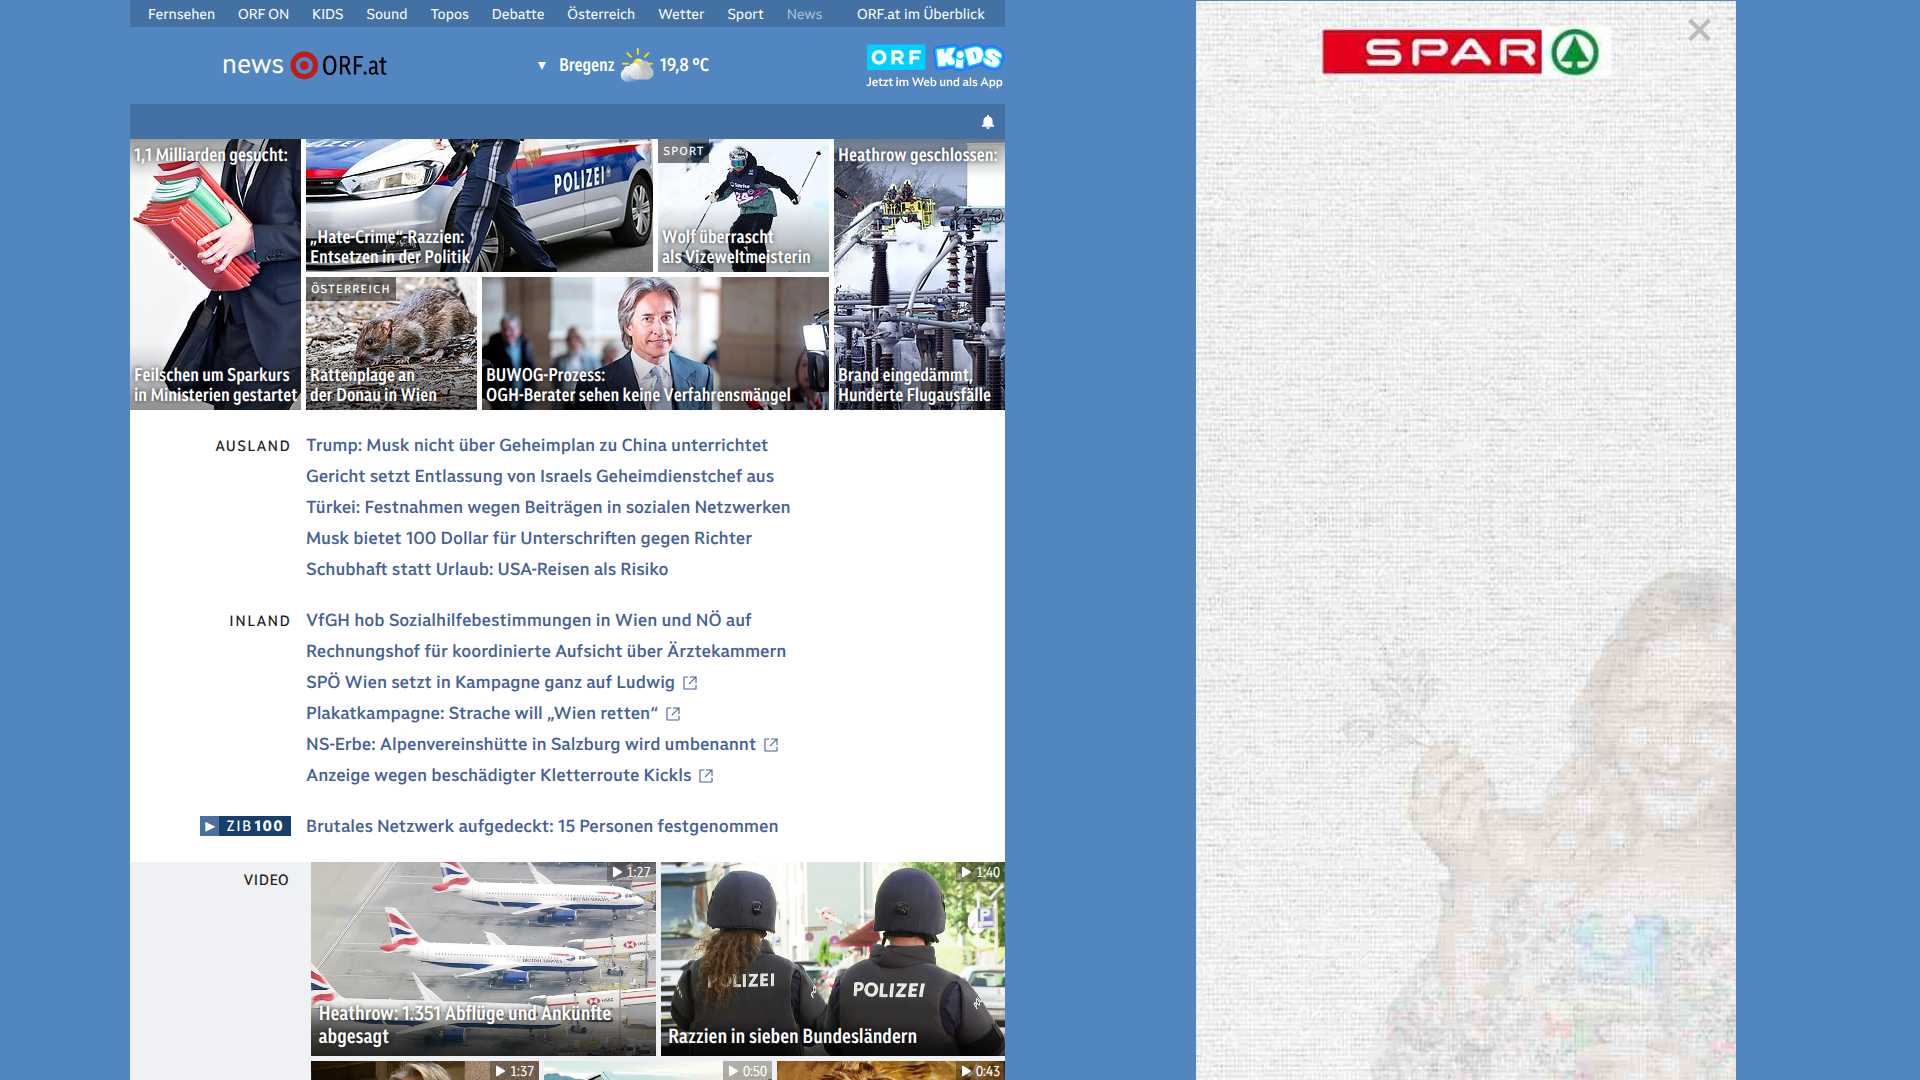 Fernsehen ORF ON KIDS Sound Topos Debatte Österreich Wetter Sport News ORF.at im Überblick
news ORF.at
▼ Bregenz 19,8 °C
ORF KiDS
Jetzt im Web und als App
SPAR
1,1 Milliarden gesucht:
Feilschen um Sparkurs
in Ministerien gestartet
POLIZEI
„Hate-Crime“-Razzien:
Entsetzen in der Politik
SPORT
Wolf überrascht
als Vizeweltmeisterin
Heathrow geschlossen:
Brand eingedämmt,
Hunderte Flugausfälle
ÖSTERREICH
Rattenplage an
der Donau in Wien
BUWOG-Prozess:
OGH-Berater sehen keine Verfahrensmängel
AUSLAND
Trump: Musk nicht über Geheimplan zu China unterrichtet
Gericht setzt Entlassung von Israels Geheimdienstchef aus
Türkei: Festnahmen wegen Beiträgen in sozialen Netzwerken
Musk bietet 100 Dollar für Unterschriften gegen Richter
Schubhaft statt Urlaub: USA-Reisen als Risiko
INLAND
VfGH hob Sozialhilfebestimmungen in Wien und NÖ auf
Rechnungshof für koordinierte Aufsicht über Ärztekammern
SPÖ Wien setzt in Kampagne ganz auf Ludwig
Plakatkampagne: Strache will „Wien retten“
NS-Erbe: Alpenvereinshütte in Salzburg wird umbenannt
Anzeige wegen beschädigter Kletterroute Kickls
ZIB100
Brutales Netzwerk aufgedeckt: 15 Personen festgenommen
VIDEO
1:27
Heathrow: 1.351 Abflüge und Ankünfte
abgesagt
1:40
POLIZEI
POLIZEI
Razzien in sieben Bundesländern
1:37
0:50
0:43